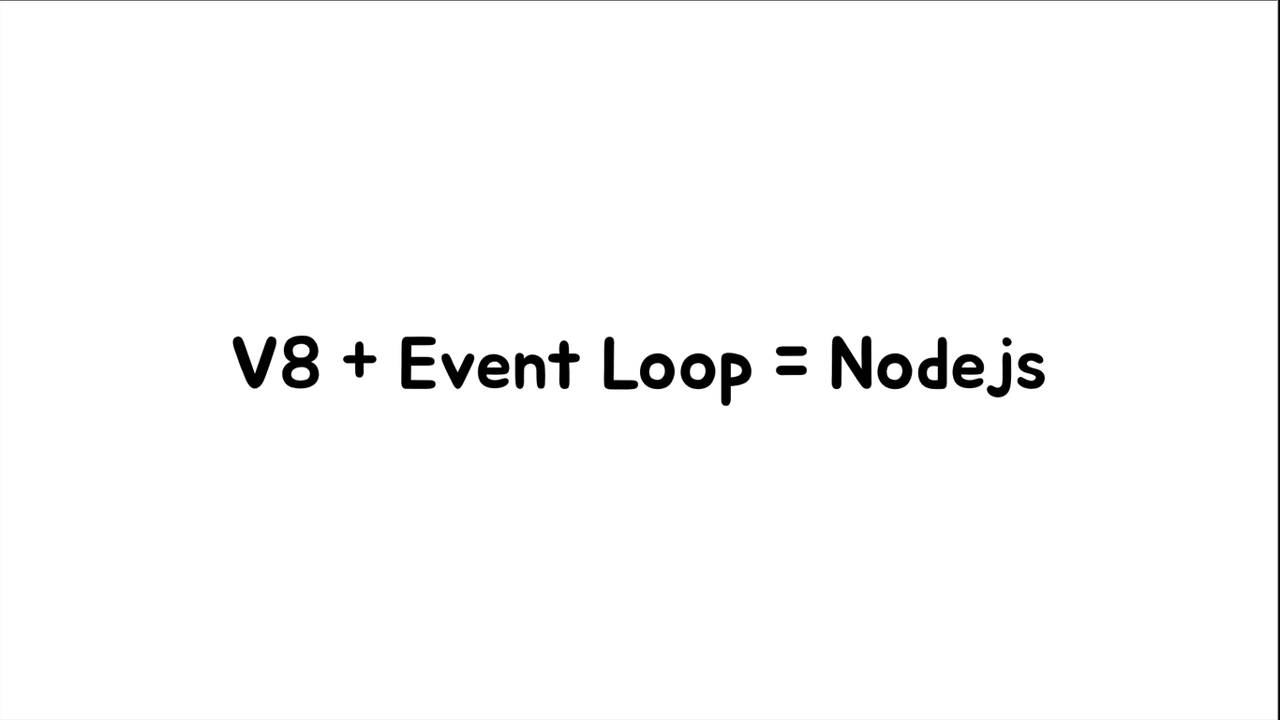 V8 + Event Loop = Nodejs